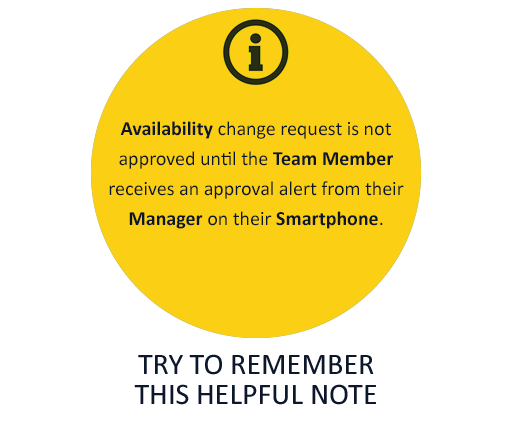 Availability change request is not
approved until the Team Member
receives an approval alert from their
Manager on their Smartphone.
TRY TO REMEMBER
THIS HELPFUL NOTE